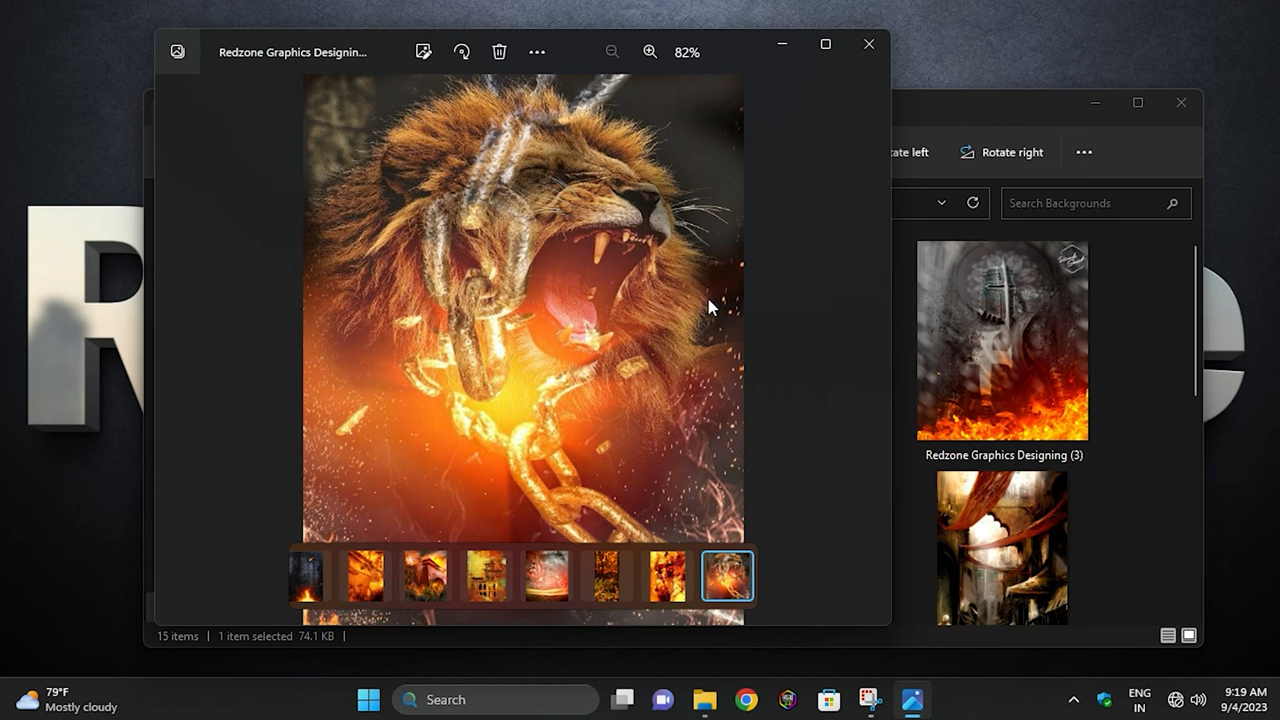 Redzone Graphics Designin...
82%
ate left
Rotate right
Search Backgrounds
R
e
Redzone Graphics Designing (3)
15 items | 1 item selected 74.1 KB |
79°F
Mostly cloudy
Search
ENG
IN
9:19 AM
9/4/2023